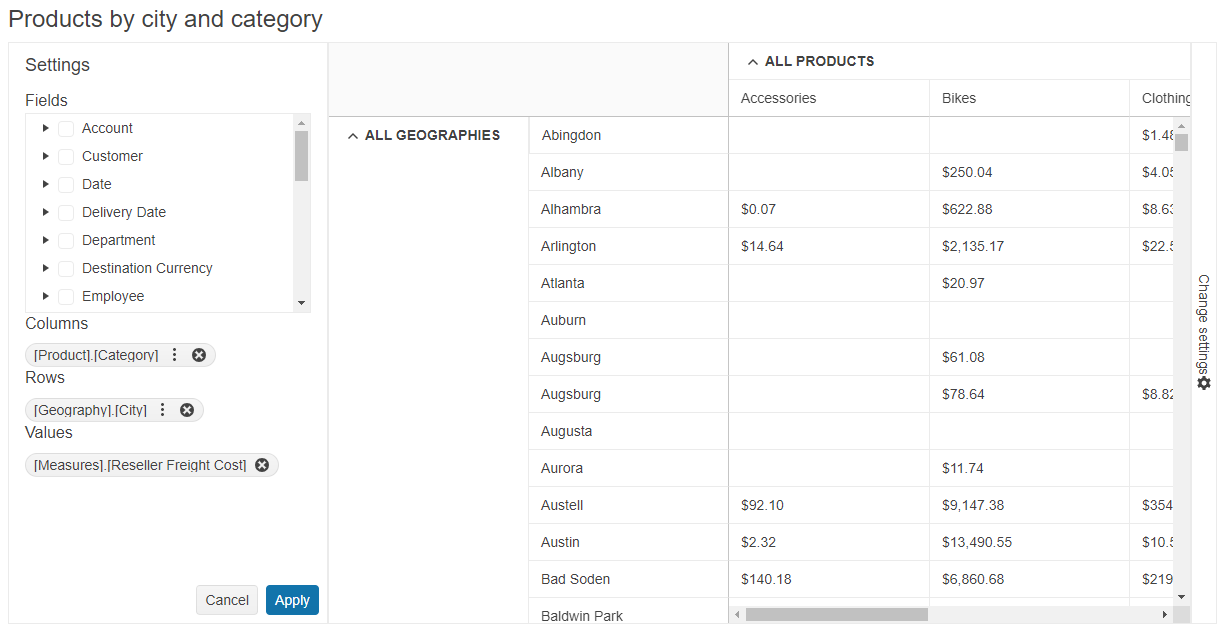 Products by city and category
Settings
Fields
Account
Customer
Date
Delivery Date
Department
Destination Currency
Employee
Columns
[Product].[Category]
Rows
[Geography].[City]
Values
[Measures].[Reseller Freight Cost]
Cancel Apply
ALL PRODUCTS
Accessories Bikes Clothing
ALL GEOGRAPHIES Abingdon $1.48
Albany $250.04 $4.05
Alhambra $0.07 $622.88 $8.63
Arlington $14.64 $2,135.17 $22.5
Atlanta $20.97
Auburn
Augsburg $61.08
Augsburg $78.64 $8.82
Augusta
Aurora $11.74
Austell $92.10 $9,147.38 $354
Austin $2.32 $13,490.55 $10.5
Bad Soden $140.18 $6,860.68 $219
Baldwin Park
Change settings